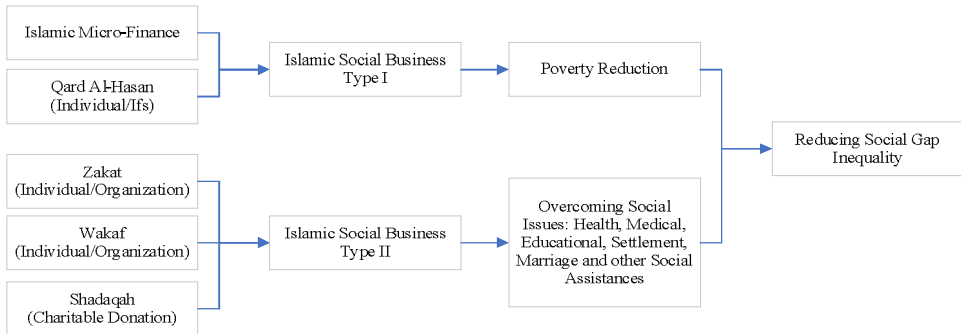 Islamic Micro-Finance
Qard Al-Hasan
(Individual/Ifs)
Islamic Social Business
Type I
Poverty Reduction
Reducing Social Gap
Inequality
Zakat
(Individual/Organization)
Wakaf
(Individual/Organization)
Shadaqah
(Charitable Donation)
Islamic Social Business
Type II
Overcoming Social
Issues: Health, Medical,
Educational, Settlement,
Marriage and other Social
Assistances